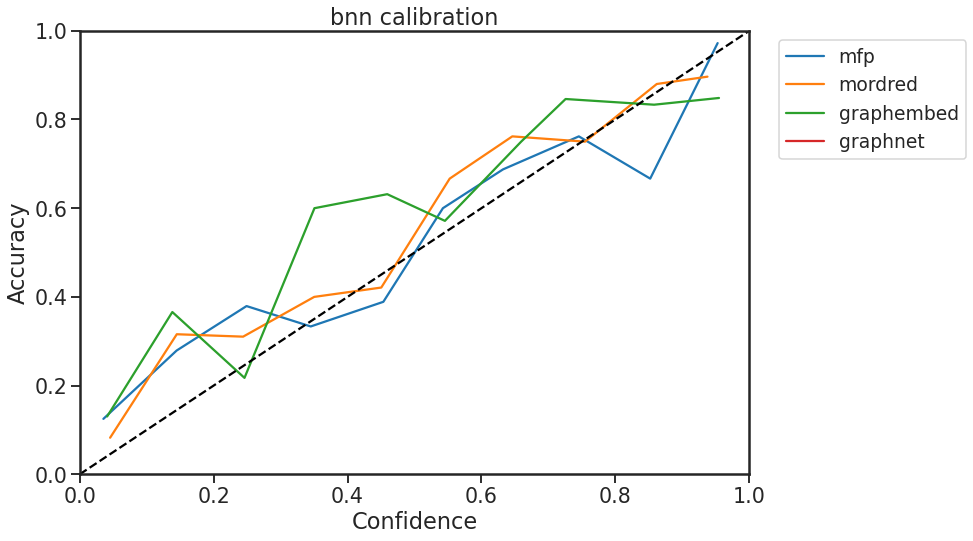 bnn calibration
1.0
0.8
0.6
0.4
0.2
0.0
Accuracy
0.0 0.2 0.4 0.6 0.8 1.0
Confidence
mfp
mordred
graphembed
graphnet